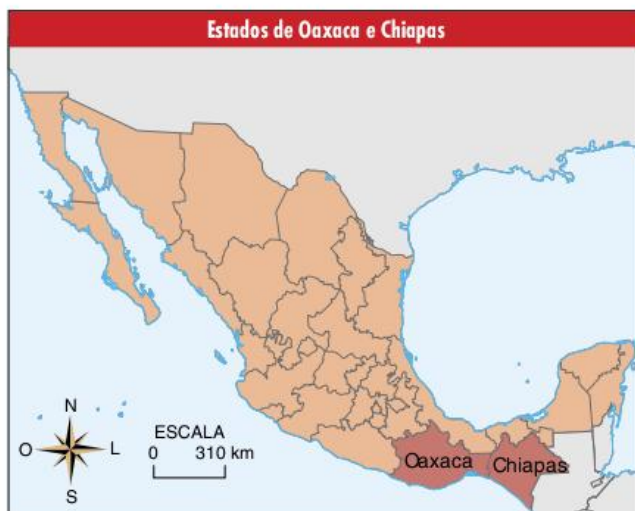 Estados de Oaxaca e Chiapas
N
O
L
S
ESCALA
0 310 km
Oaxaca
Chiapas